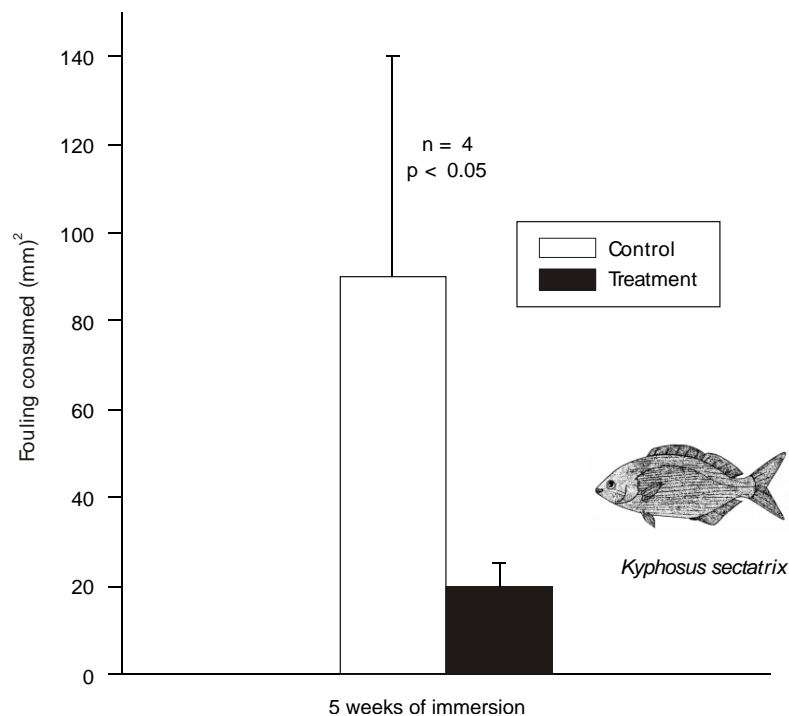 140
120
100
80
60
40
20
0
Fouling consumed (mm)²
n = 4
p < 0.05
Control
Treatment
Kyphosus sectatrix
5 weeks of immersion